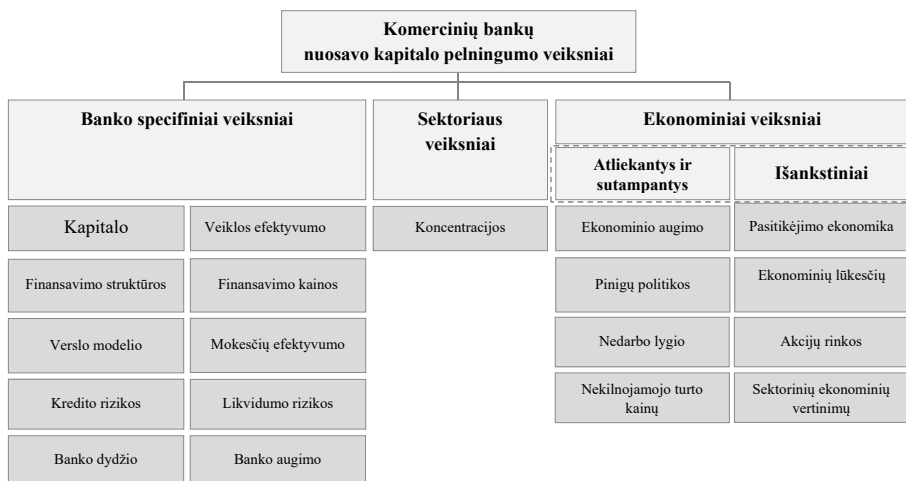 Komercinių bankų
nuosavo kapitalo pelningumo veiksniai
Banko specifiniai veiksniai
Sektoriaus
veiksniai
Ekonominiai veiksniai
Atliekantys ir
sutampantys
Išankstiniai
Kapitalo
Veiklos efektyvumo
Koncentracijos
Ekonominio augimo
Pasitikėjimo ekonomika
Finansavimo struktūros
Finansavimo kainos
Pinigų politikos
Ekonominių lūkesčių
Verslo modelio
Mokesčių efektyvumo
Nedarbo lygio
Akcijų rinkos
Kredito rizikos
Likvidumo rizikos
Nekilnojamojo turto
kainų
Sektorinių ekonominių
vertinimų
Banko dydžio
Banko augimo